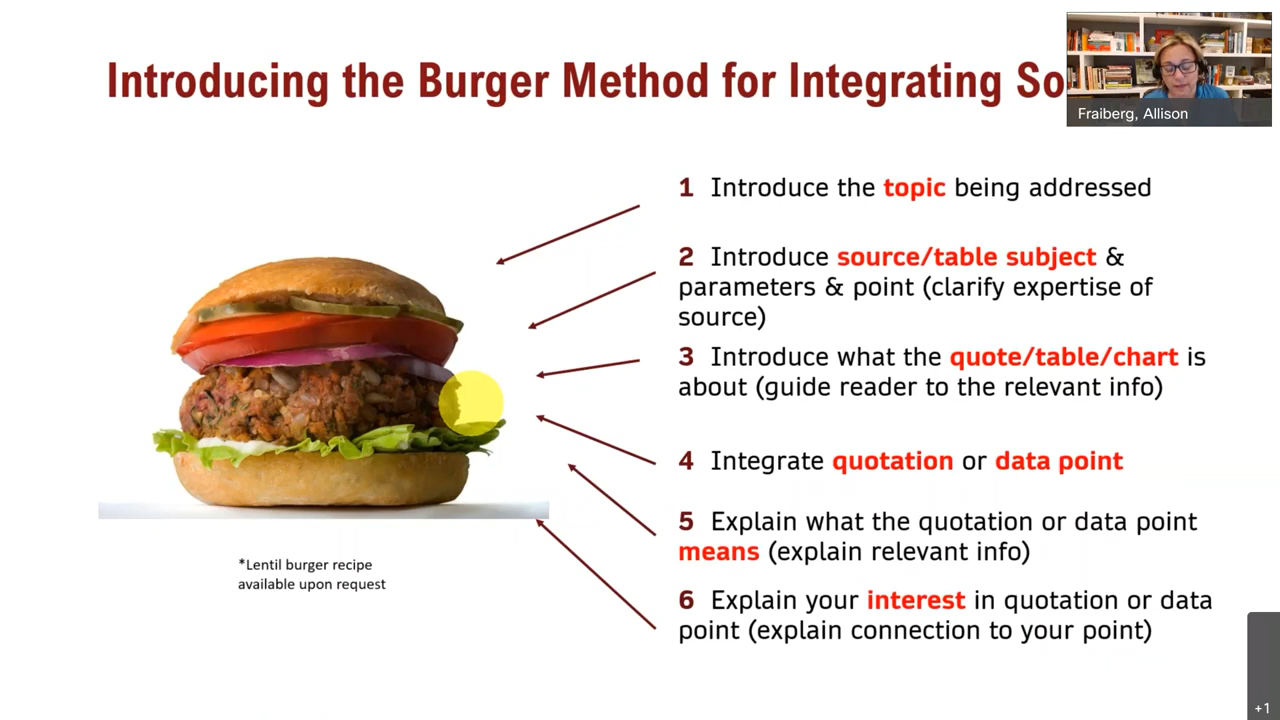 Introducing the Burger Method for Integrating So
Fraiberg, Allison
1 Introduce the topic being addressed
2 Introduce source/table subject &
parameters & point (clarify expertise of
source)
3 Introduce what the quote/table/chart is
about (guide reader to the relevant info)
4 Integrate quotation or data point
5 Explain what the quotation or data point
means (explain relevant info)
6 Explain your interest in quotation or data
point (explain connection to your point)
*Lentil burger recipe
available upon request
+1